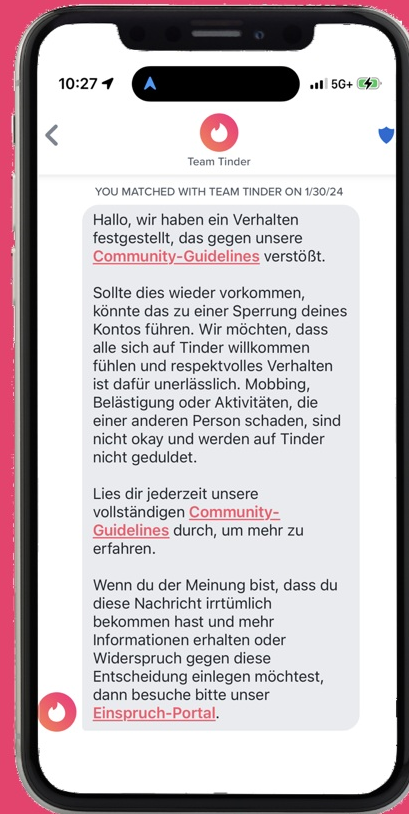 10:27
5G+
Team Tinder
YOU MATCHED WITH TEAM TINDER ON 1/30/24
Hallo, wir haben ein Verhalten
festgestellt, das gegen unsere
Community-Guidelines verstößt.
Sollte dies wieder vorkommen,
könnte das zu einer Sperrung deines
Kontos führen. Wir möchten, dass
alle sich auf Tinder willkommen
fühlen und respektvolles Verhalten
ist dafür unerlässlich. Mobbing,
Belästigung oder Aktivitäten, die
einer anderen Person schaden, sind
nicht okay und werden auf Tinder
nicht geduldet.
Lies dir jederzeit unsere
vollständigen Community-
Guidelines durch, um mehr zu
erfahren.
Wenn du der Meinung bist, dass du
diese Nachricht irrtümlich
bekommen hast und mehr
Informationen erhalten oder
Widerspruch gegen diese
Entscheidung einlegen möchtest,
dann besuche bitte unser
Einspruch-Portal.